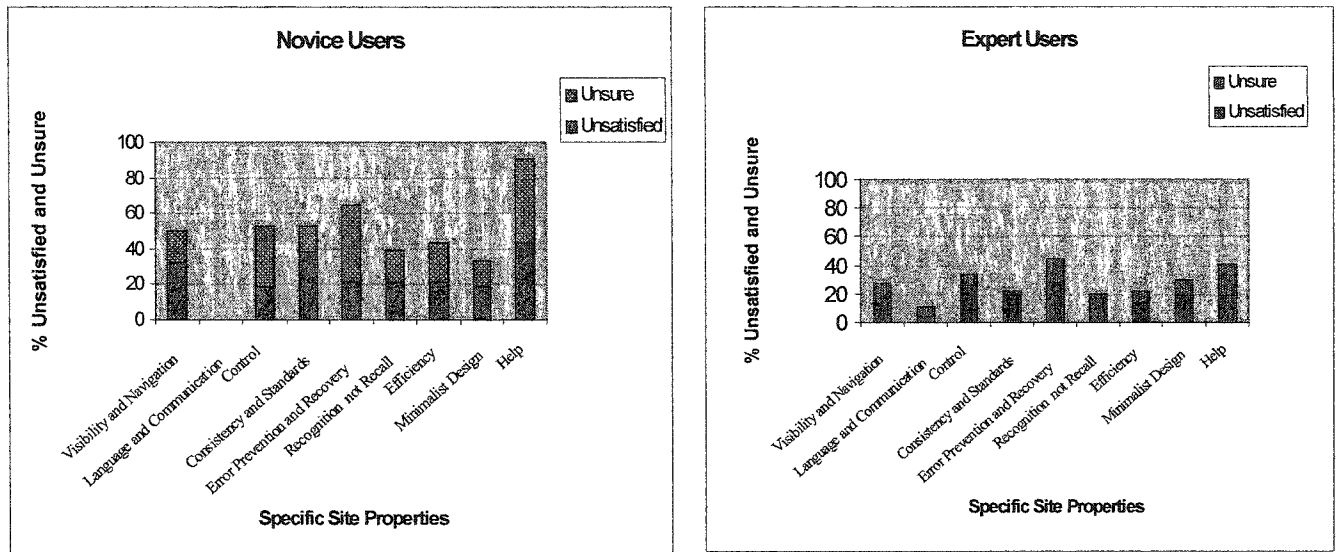 Novice Users
Unsure
Unsatisfied
% Unsatisfied and Unsure
100
80
60
40
20
0
Visibility and Navigation
Language and Communication
Control
Consistency and Standards
Error Prevention and Recovery
Recognition not Recall
Efficiency
Minimalist Design
Help
Specific Site Properties
Expert Users
Unsure
Unsatisfied
% Unsatisfied and Unsure
100
80
60
40
20
0
Visibility and Navigation
Language and Communication
Control
Consistency and Standards
Error Prevention and Recovery
Recognition not Recall
Efficiency
Minimalist Design
Help
Specific Site Properties